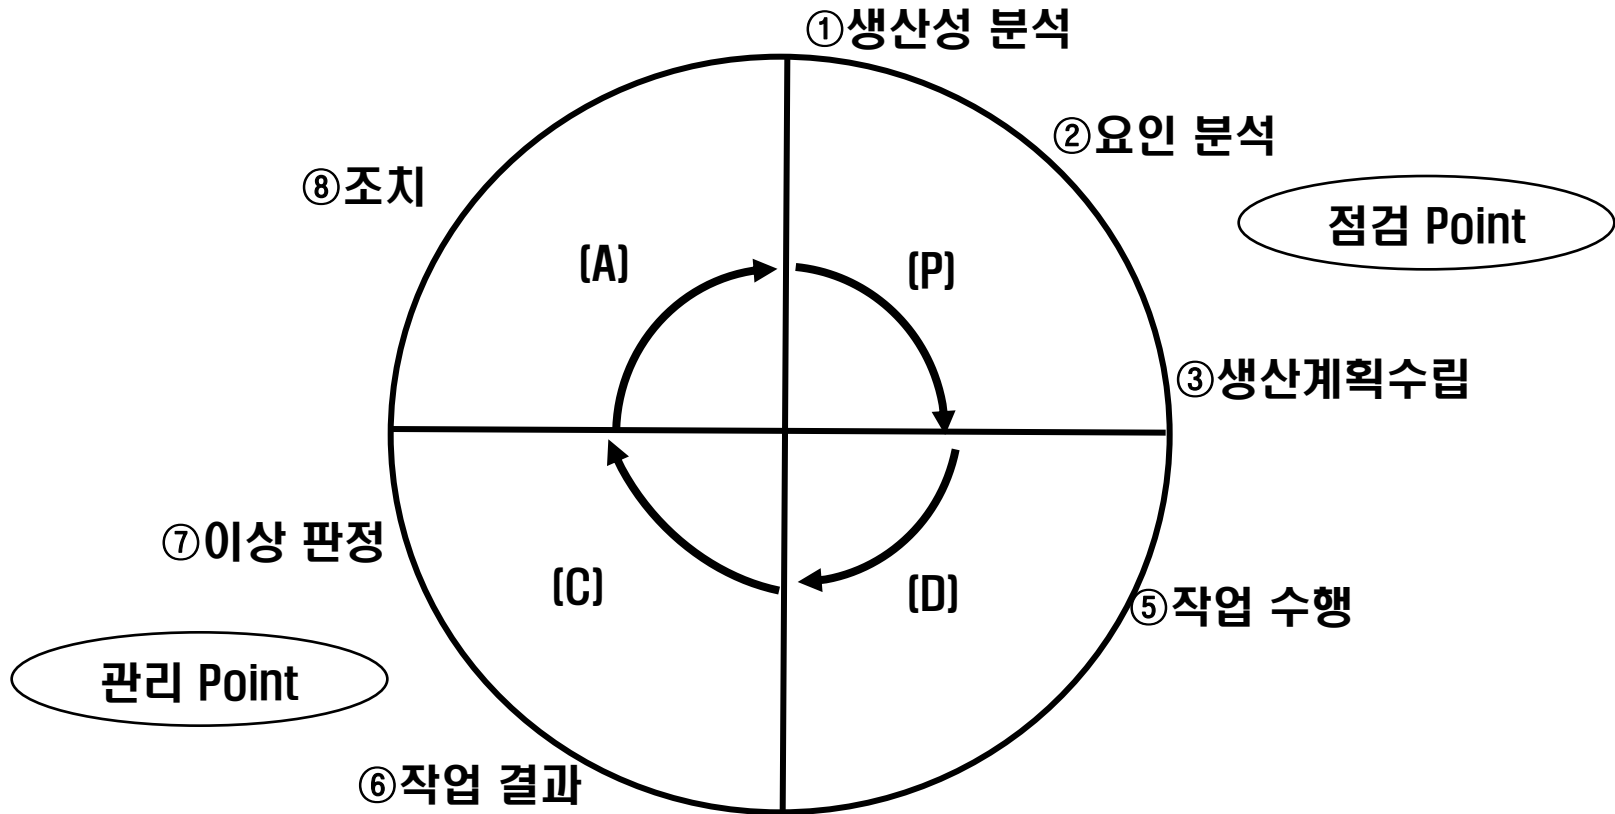 ①생산성 분석
②요인 분석
⑧조치
점검 Point
(A)
(P)
③생산계획수립
⑦이상 판정
(C)
(D)
⑤작업 수행
관리 Point
⑥작업 결과